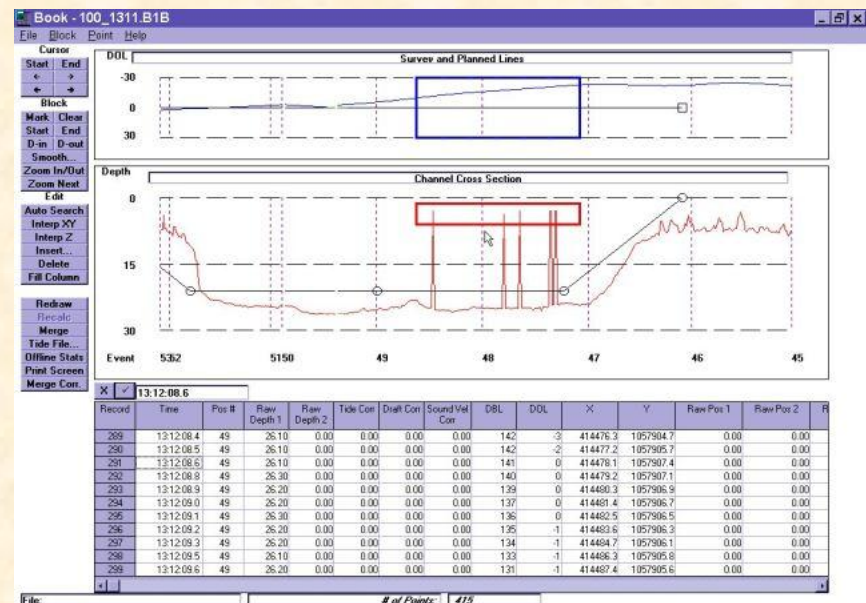 Book - 100_1311.B1B
File Block Point Help
Cursor
Start End
Block
Mark Clear
Start End
D-in D-out
Smooth...
Zoom In/Out
Zoom Next
Edit
Auto Search
Interp XY
Interp Z
Insert...
Delete
Fill Column
Redraw
Recalc
Merge
Tide File...
Offline Stats
Print Screen
Merge Corr.
DOL Survey and Planned Lines
-30
0
30
Depth Channel Cross Section
0
15
30
Event 5352 5150 49 48 47 46 45
X ✓ 13:12:08.6
Record Time Pos # Raw Depth 1 Raw Depth 2 Tide Corr Draft Corr Sound Vel Corr DBL DOL X Y Raw Pos 1 Raw Pos 2 R
289 13:12:08.4 49 26.10 0.00 0.00 0.00 0.00 142 -3 414476.3 1057904.7 0.00 0.00
290 13:12:08.5 49 26.10 0.00 0.00 0.00 0.00 142 -2 414477.2 1057905.7 0.00 0.00
291 13:12:08.6 49 26.10 0.00 0.00 0.00 0.00 141 0 414478.1 1057907.4 0.00 0.00
292 13:12:08.8 49 26.30 0.00 0.00 0.00 0.00 140 0 414479.2 1057907.1 0.00 0.00
293 13:12:08.9 49 26.20 0.00 0.00 0.00 0.00 139 0 414480.3 1057906.9 0.00 0.00
294 13:12:09.0 49 26.20 0.00 0.00 0.00 0.00 137 0 414481.4 1057906.7 0.00 0.00
295 13:12:09.1 49 26.30 0.00 0.00 0.00 0.00 136 0 414482.5 1057906.5 0.00 0.00
296 13:12:09.2 49 26.20 0.00 0.00 0.00 0.00 135 -1 414483.6 1057906.3 0.00 0.00
297 13:12:09.3 49 26.20 0.00 0.00 0.00 0.00 134 -1 414484.7 1057906.1 0.00 0.00
298 13:12:09.5 49 26.10 0.00 0.00 0.00 0.00 133 -1 414486.3 1057905.8 0.00 0.00
299 13:12:09.6 49 26.20 0.00 0.00 0.00 0.00 131 -1 414487.4 1057905.6 0.00 0.00
File: # of Points: 415